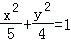 x²/5 + y²/4 = 1